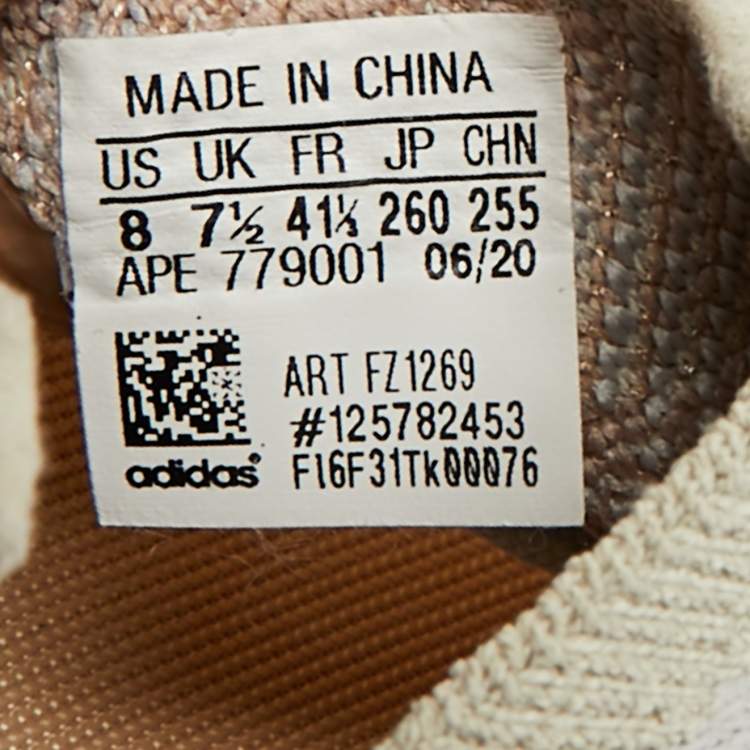 MADE IN CHINA
US UK FR JP CHN
8 7½ 41⅓ 260 255
APE 779001 06/20
ART FZ1269
#125782453
F16F31Tk00076
adidas®